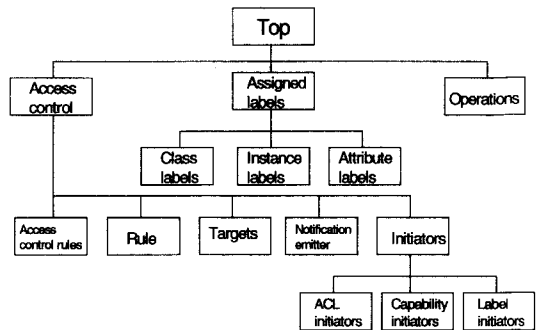 Top
Access
control
Assigned
labels
Operations
Class
labels
Instance
labels
Attribute
labels
Access
control rules
Rule
Targets
Notification
emitter
Initiators
ACL
initiators
Capability
initiators
Label
initiators